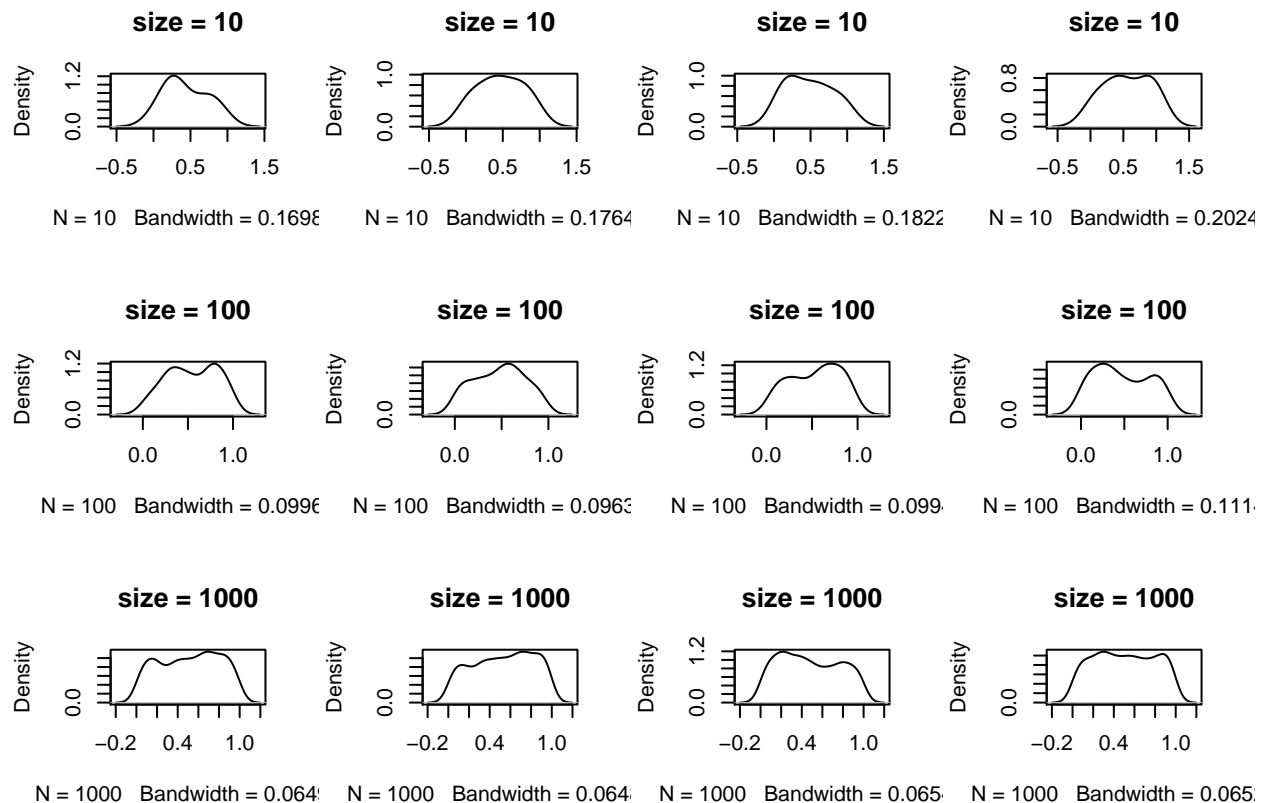 size = 10 size = 10 size = 10 size = 10
Density Density Density Density
1.2 1.0 1.0 0.8
0.0 0.0 0.0 0.0
−0.5 0.5 1.5 −0.5 0.5 1.5 −0.5 0.5 1.5 −0.5 0.5 1.5
N = 10 Bandwidth = 0.1698 N = 10 Bandwidth = 0.1764 N = 10 Bandwidth = 0.1822 N = 10 Bandwidth = 0.2024
size = 100 size = 100 size = 100 size = 100
Density Density Density Density
1.2 1.2
0.0 0.0 0.0 0.0
0.0 1.0 0.0 1.0 0.0 1.0 0.0 1.0
N = 100 Bandwidth = 0.0996 N = 100 Bandwidth = 0.0963 N = 100 Bandwidth = 0.099 N = 100 Bandwidth = 0.111
size = 1000 size = 1000 size = 1000 size = 1000
Density Density Density Density
1.2
0.0 0.0 0.0 0.0
−0.2 0.4 1.0 −0.2 0.4 1.0 −0.2 0.4 1.0 −0.2 0.4 1.0
N = 1000 Bandwidth = 0.064 N = 1000 Bandwidth = 0.064 N = 1000 Bandwidth = 0.065 N = 1000 Bandwidth = 0.065